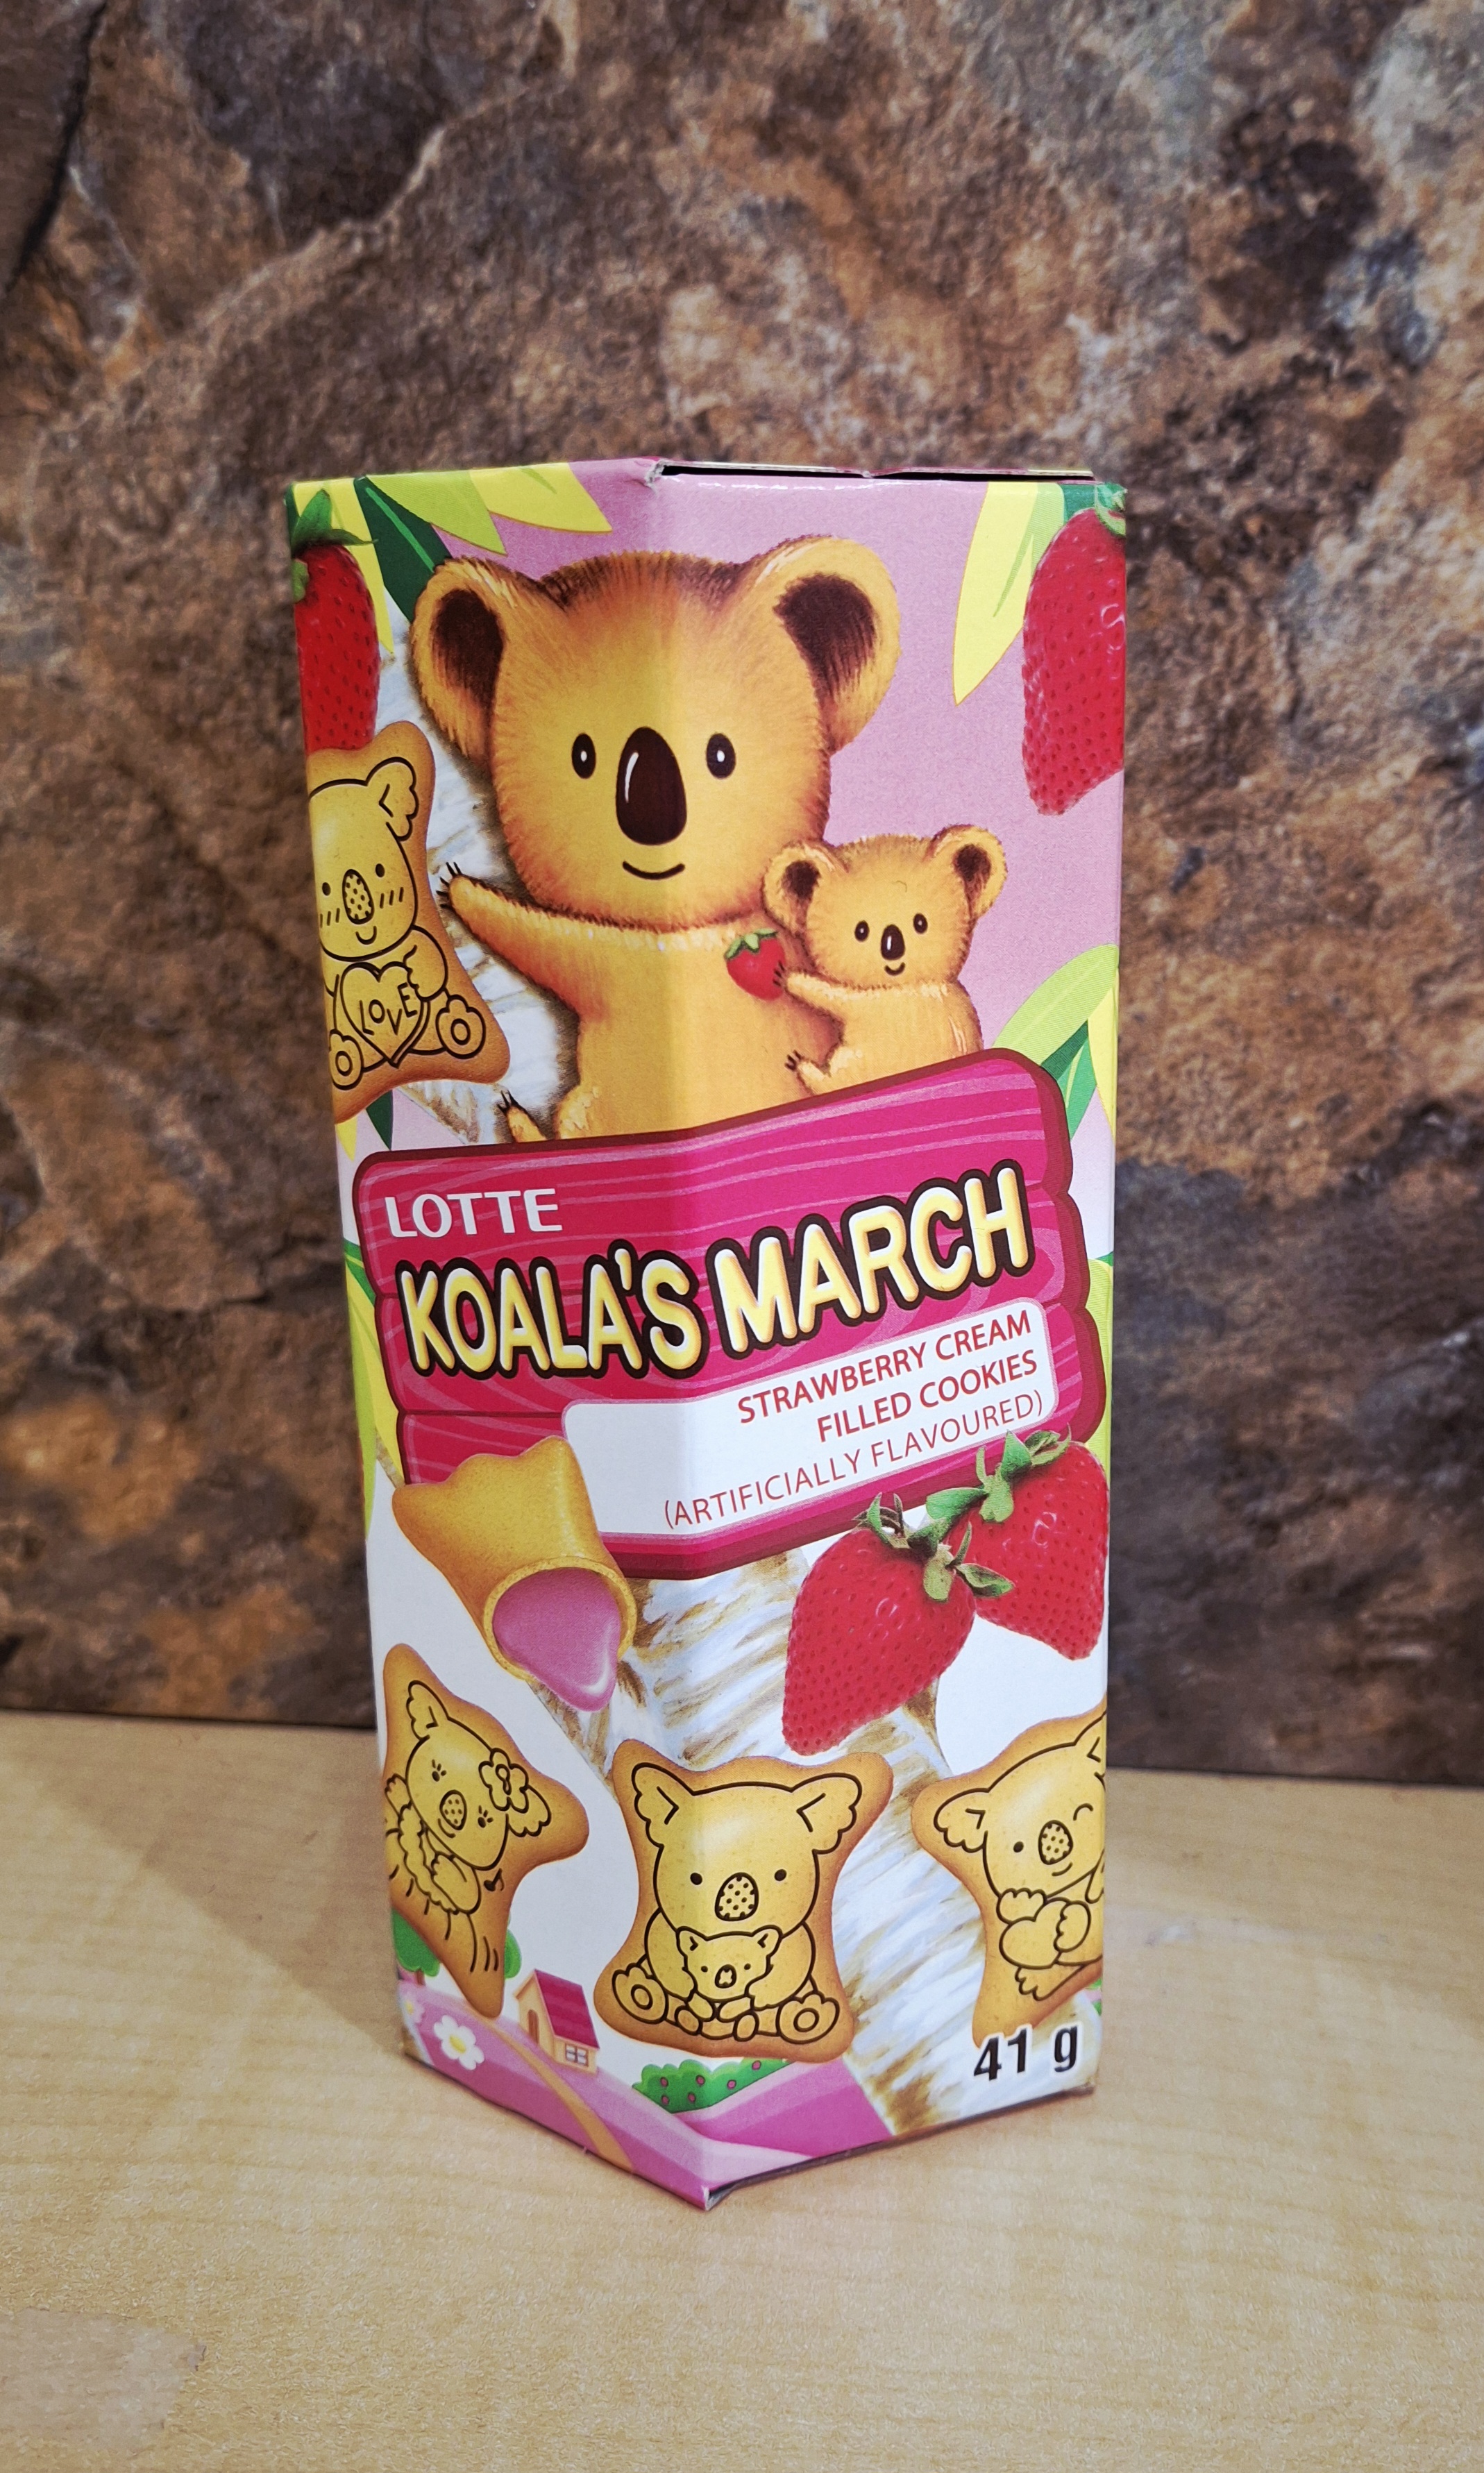 LOVE
LOTTE
KOALA'S MARCH
STRAWBERRY CREAM
FILLED COOKIES
(ARTIFICIALLY FLAVOURED)
41 g